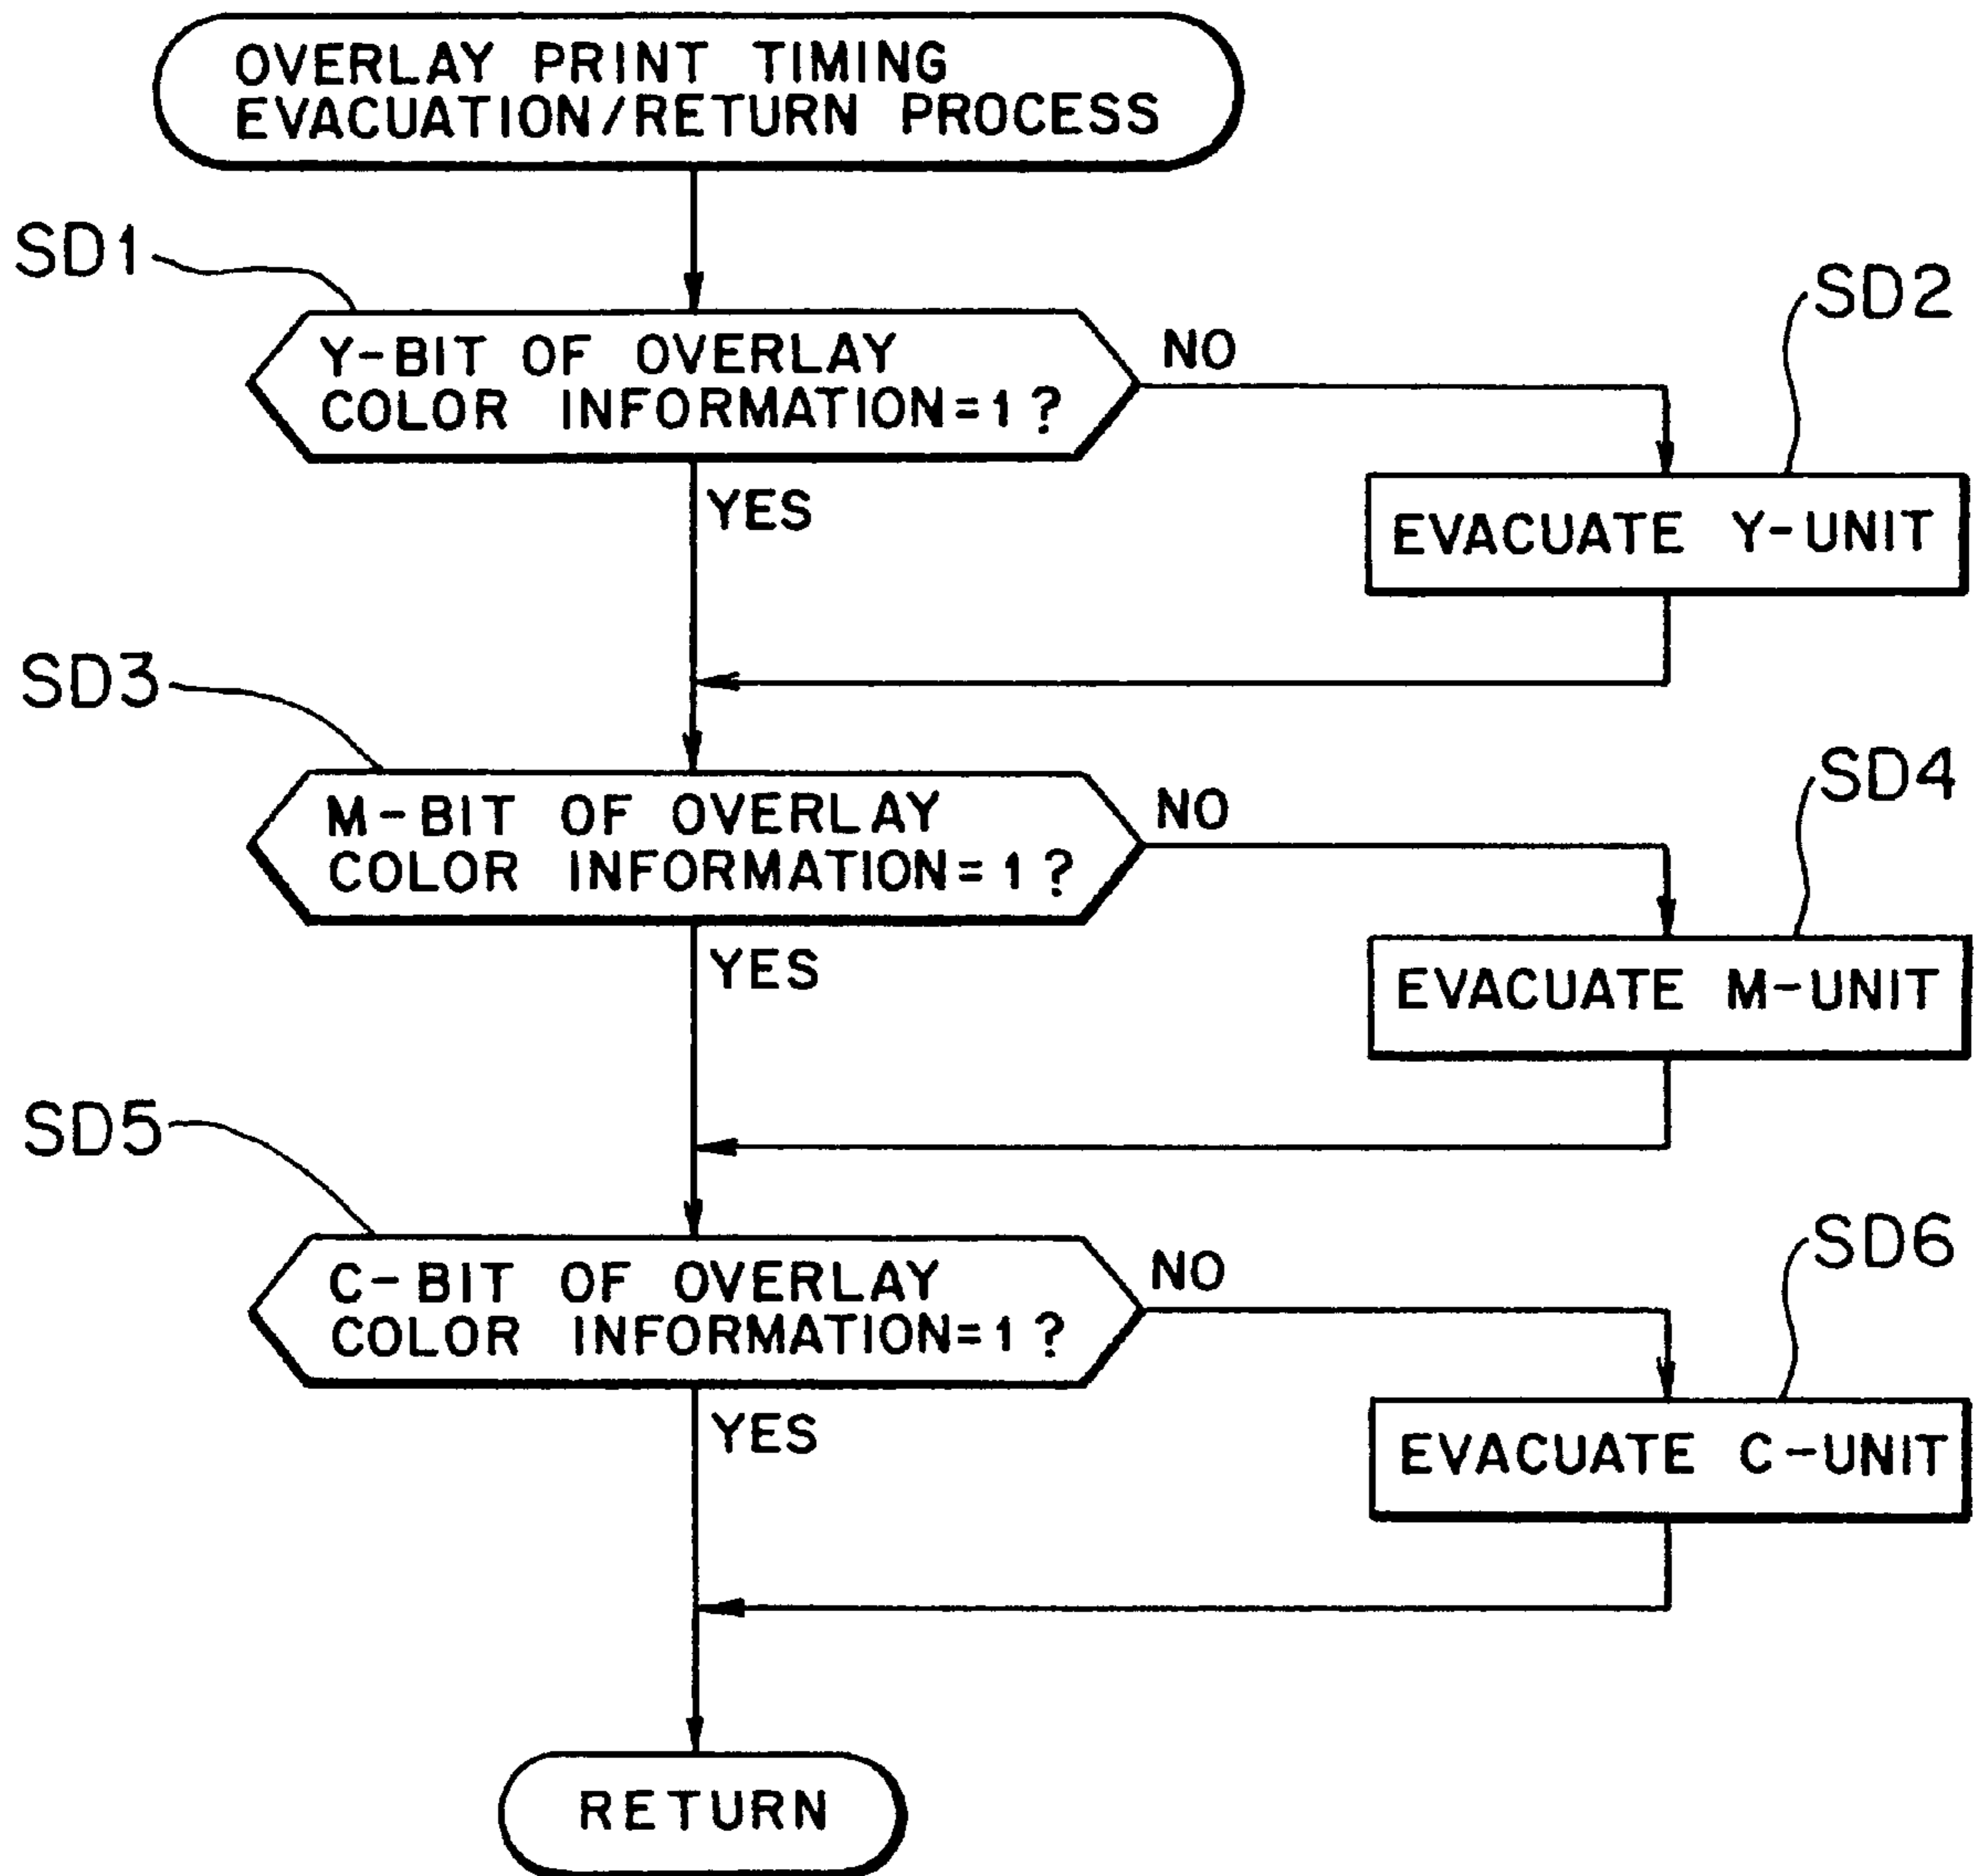 OVERLAY PRINT TIMING
EVACUATION/RETURN PROCESS
SD1
Y-BIT OF OVERLAY
COLOR INFORMATION=1?
NO
SD2
YES
EVACUATE Y-UNIT
SD3
M-BIT OF OVERLAY
COLOR INFORMATION=1?
NO
SD4
YES
EVACUATE M-UNIT
SD5
C-BIT OF OVERLAY
COLOR INFORMATION=1?
NO
SD6
YES
EVACUATE C-UNIT
RETURN